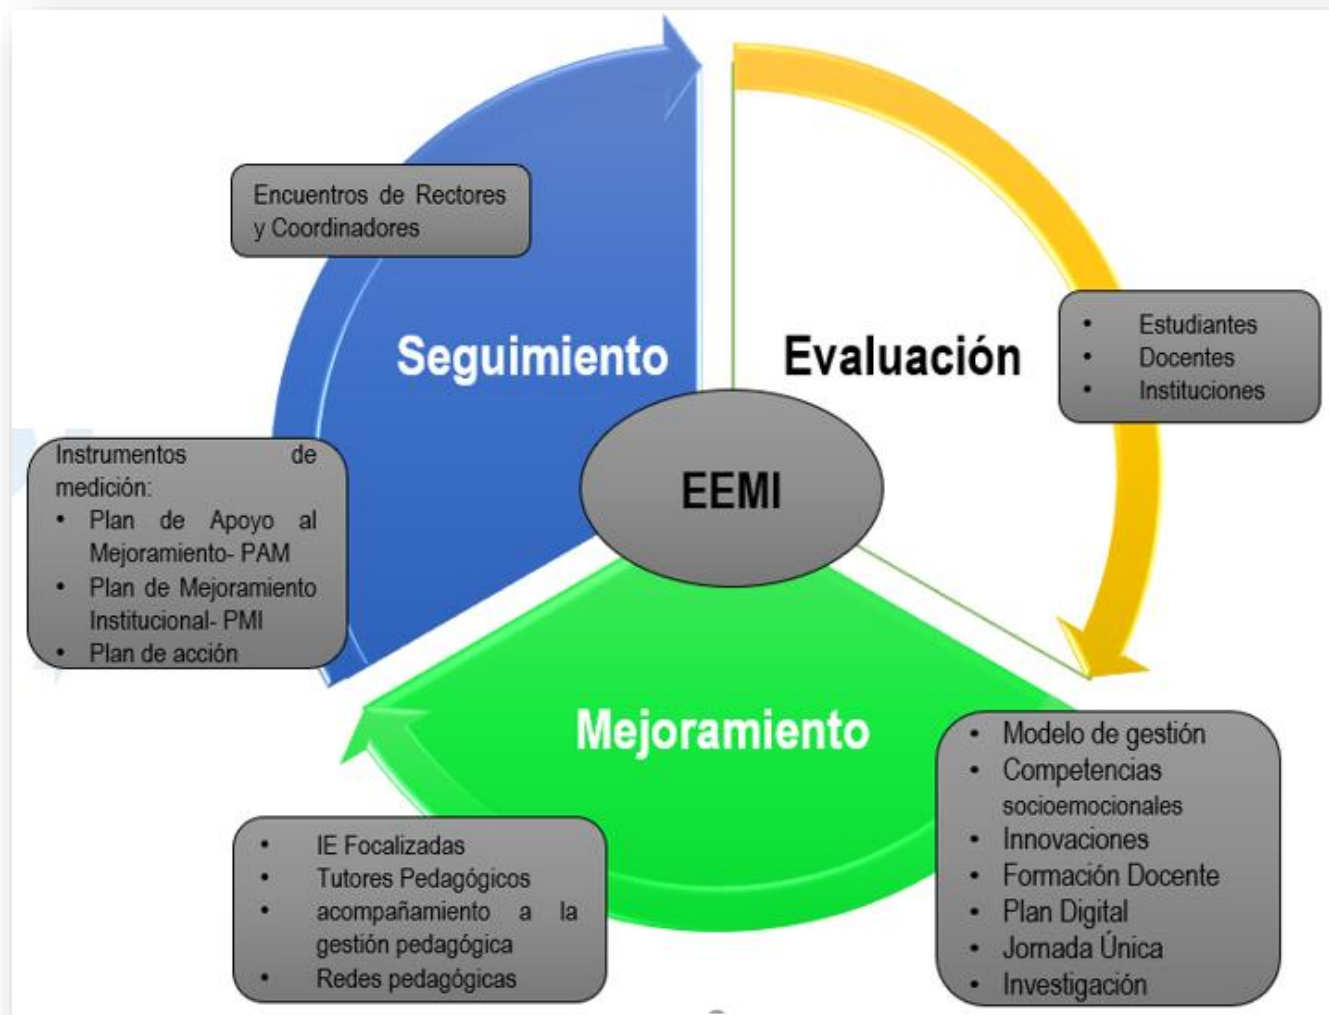 Encuentros de Rectores
y Coordinadores
Seguimiento
Evaluación
• Estudiantes
• Docentes
• Instituciones
EEMI
Instrumentos de
medición:
• Plan de Apoyo al
Mejoramiento- PAM
• Plan de Mejoramiento
Institucional- PMI
• Plan de acción
Mejoramiento
• Modelo de gestión
• Competencias
socioemocionales
• Innovaciones
• Formación Docente
• Plan Digital
• Jornada Única
• Investigación
• IE Focalizadas
• Tutores Pedagógicos
• acompañamiento a la
gestión pedagógica
• Redes pedagógicas